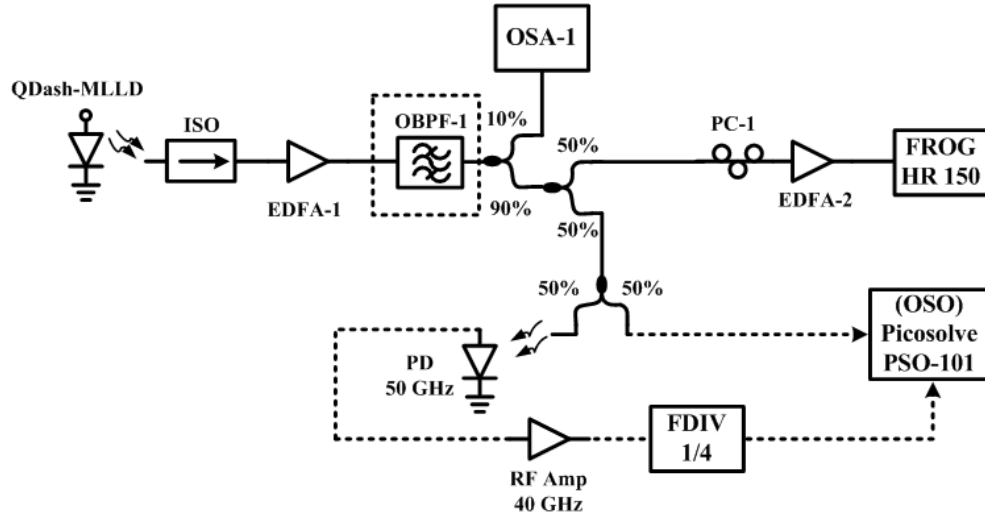 OSA-1
QDash-MLLD
ISO
OBPF-1
10%
50%
PC-1
FROG
HR 150
EDFA-1
90%
50%
EDFA-2
50%
50%
(OSO)
Picosolve
PSO-101
PD
50 GHz
FDIV
1/4
RF Amp
40 GHz